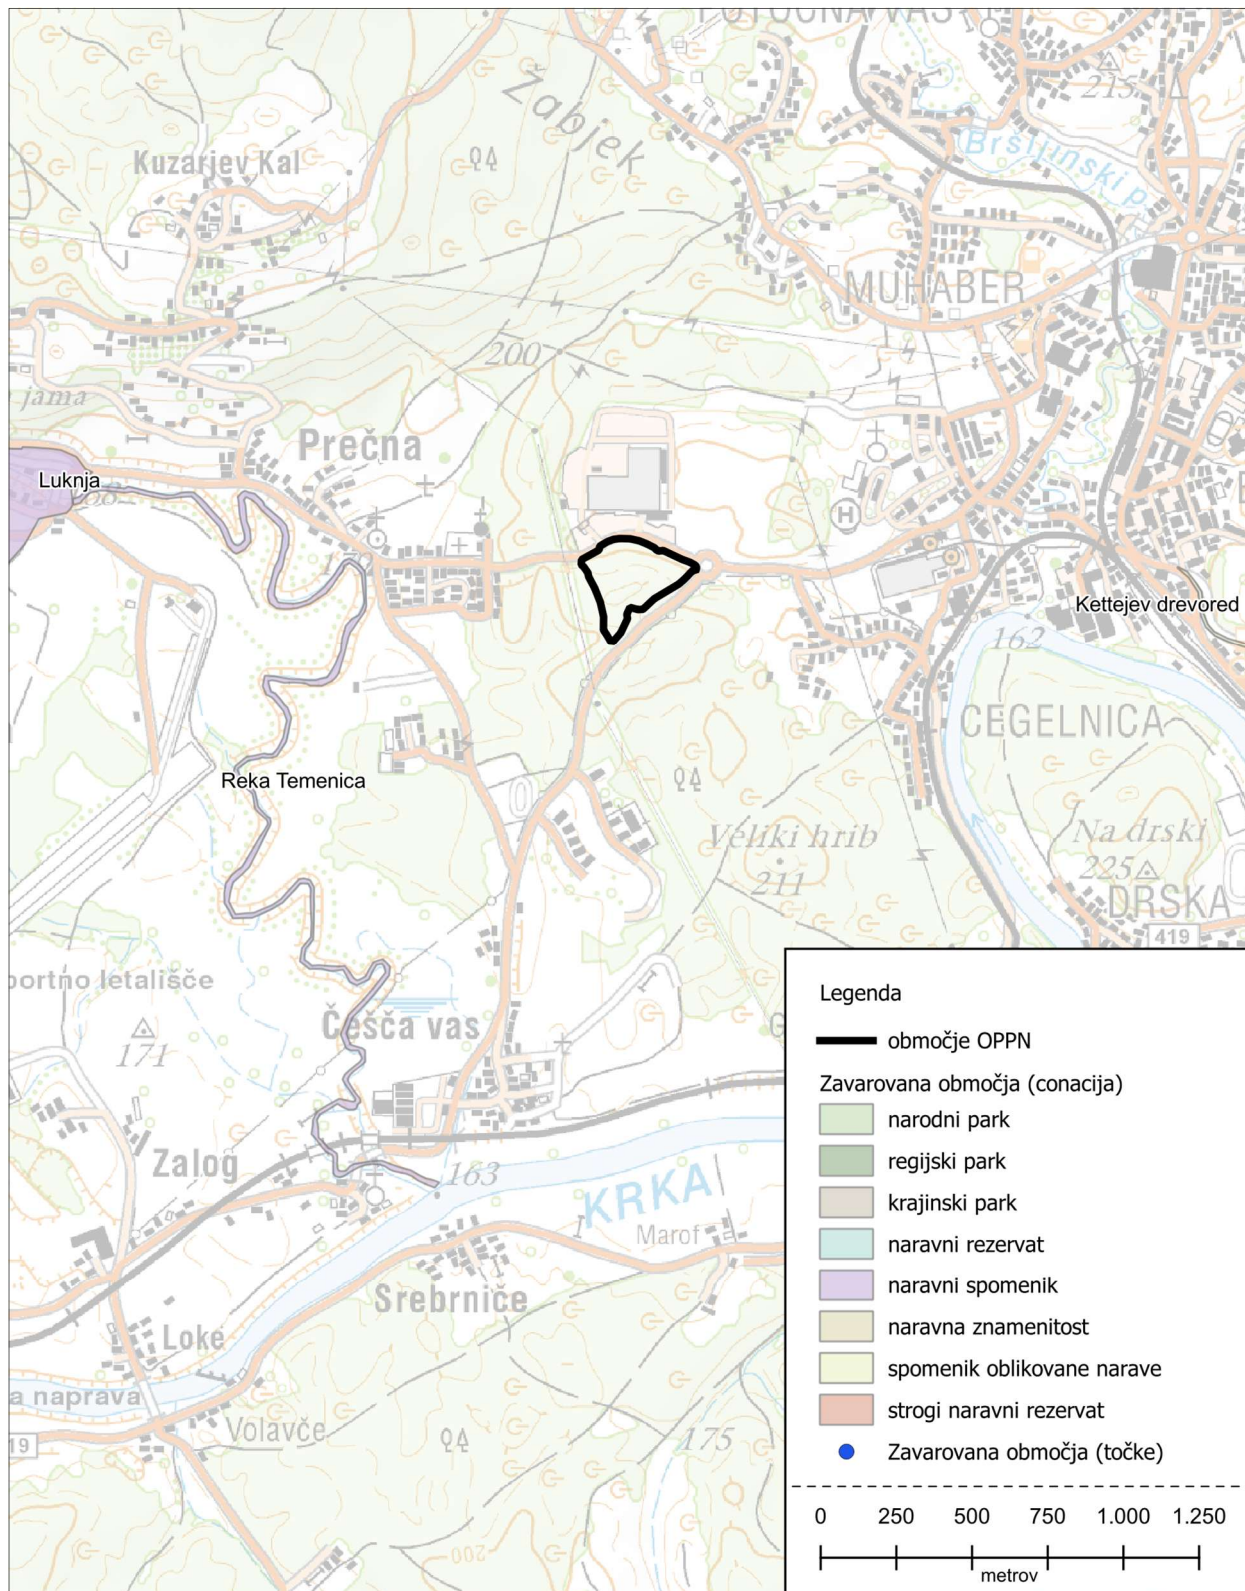 POTOČNA VAS
Žabjek
215
Bršljinski p.
Kuzarjev Kal
MUHABER
200
jama
Prečna
Luknja
H
Kettejev drevored
162
CEGELNICA
Reka Temenica
Veliki hrib
211
Na drski
225
DRSKA
419
portno letališče
171
Češča vas
Zalog
163
KRKA
Marof
Srebrniče
Loke
a naprava
19
Volavče
175
200
Legenda
območje OPPN
Zavarovana območja (conacija)
narodni park
regijski park
krajinski park
naravni rezervat
naravni spomenik
naravna znamenitost
spomenik oblikovane narave
strogi naravni rezervat
Zavarovana območja (točke)
0 250 500 750 1.000 1.250
metrov